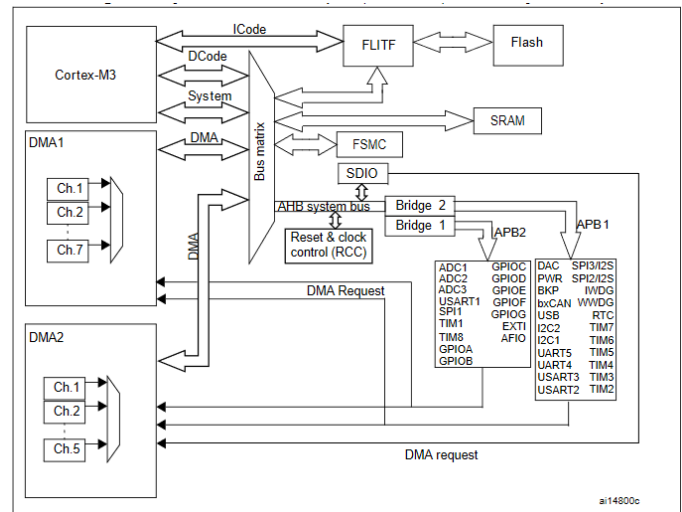 ICode
Cortex-M3
FLITF
Flash
DCode
System
Bus matrix
SRAM
DMA1
DMA
FSMC
SDIO
Ch.1
Ch.2
Ch.7
AHB system bus
Bridge 2
Bridge 1
APB2
APB1
Reset & clock
control (RCC)
DMA
ADC1 GPIOC
ADC2 GPIOD
ADC3 GPIOE
USART1 GPIOF
SPI1 GPIOG
TIM1 EXTI
TIM8 AFIO
GPIOA
GPIOB
DAC SPI3/I2S
PWR SPI2/I2S
BKP IWDG
bxCAN WWDG
USB RTC
I2C2 TIM7
I2C1 TIM6
UART5 TIM5
UART4 TIM4
USART3 TIM3
USART2 TIM2
DMA Request
DMA2
Ch.1
Ch.2
Ch.5
DMA request
ai14800c